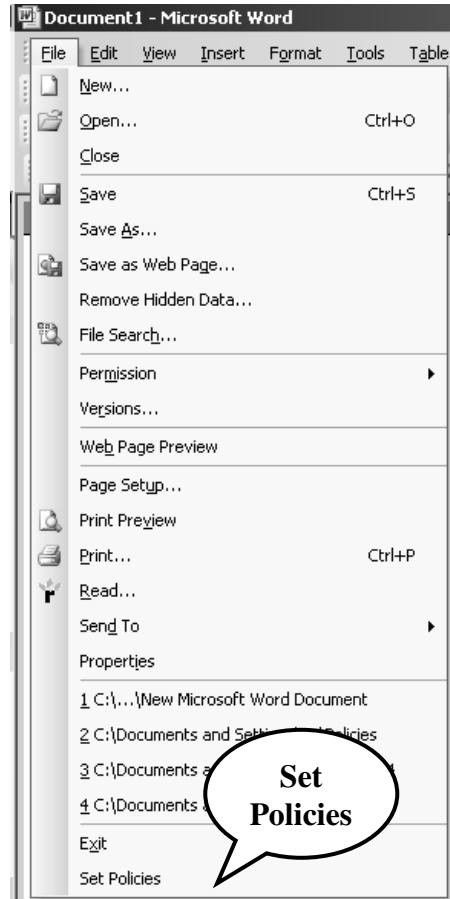 Document1 - Microsoft Word
File Edit View Insert Format Tools Table
New...
Open... Ctrl+O
Close
Save Ctrl+S
Save As...
Save as Web Page...
Remove Hidden Data...
File Search...
Permission
Versions...
Web Page Preview
Page Setup...
Print Preview
Print... Ctrl+P
Read...
Send To
Properties
1 C:\...\New Microsoft Word Document
2 C:\Documents and
3 C:\Documents
4 C:\Documents
Set
Policies
Exit
Set Policies